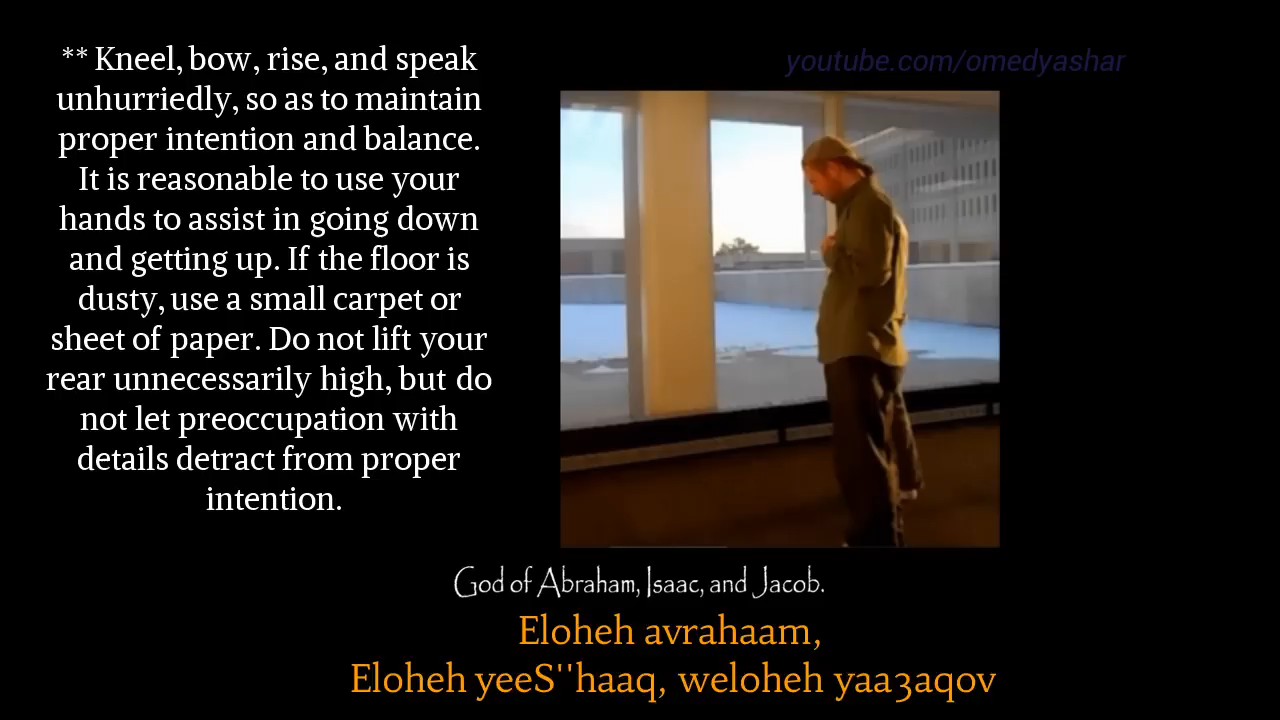 ** Kneel, bow, rise, and speak
unhurriedly, so as to maintain
proper intention and balance.
It is reasonable to use your
hands to assist in going down
and getting up. If the floor is
dusty, use a small carpet or
sheet of paper. Do not lift your
rear unnecessarily high, but do
not let preoccupation with
details detract from proper
intention.
youtube.com/omedyashar
God of Abraham, Isaac, and Jacob.
Eloheh avrahaam,
Eloheh yeeS''haaq, weloheh yaa3aqov